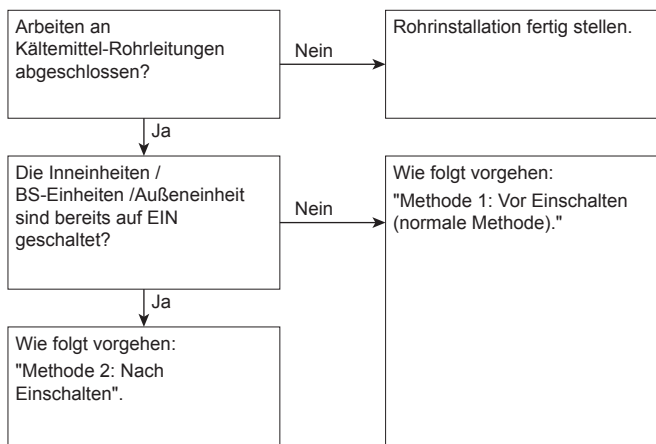 Arbeiten an
Kältemittel-Rohrleitungen
abgeschlossen?
Nein
Rohrinstallation fertig stellen.
Ja
Die Inneinheiten /
BS-Einheiten /Außeneinheit
sind bereits auf EIN
geschaltet?
Nein
Wie folgt vorgehen:
"Methode 1: Vor Einschalten
(normale Methode)."
Ja
Wie folgt vorgehen:
"Methode 2: Nach
Einschalten".